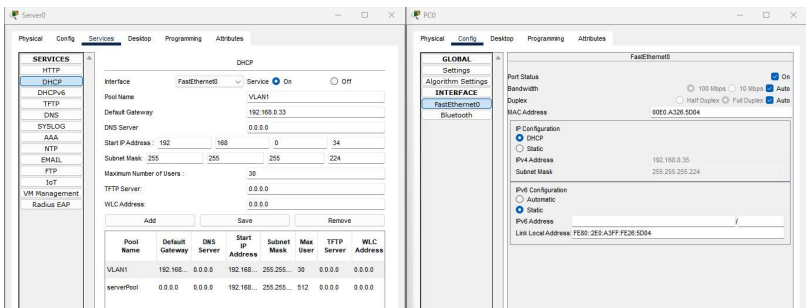 Server0
Physical Config Services Desktop Programming Attributes
SERVICES
HTTP
DHCP
DHCPv6
TFTP
DNS
SYSLOG
AAA
NTP
EMAIL
FTP
IoT
VM Management
Radius EAP
DHCP
Interface FastEthernet0 Service On Off
Pool Name VLAN1
Default Gateway 192.168.0.33
DNS Server 0.0.0.0
Start IP Address : 192 168 0 34
Subnet Mask: 255 255 255 224
Maximum Number of Users : 30
TFTP Server: 0.0.0.0
WLC Address: 0.0.0.0
Add Save Remove
Pool Name Default Gateway DNS Server Start IP Address Subnet Mask Max User TFTP Server WLC Address
VLAN1 192.168... 0.0.0.0 192.168... 255.255... 30 0.0.0.0 0.0.0.0
serverPool 0.0.0.0 0.0.0.0 192.168... 255.255... 512 0.0.0.0 0.0.0.0
PC0
Physical Config Desktop Programming Attributes
GLOBAL
Settings
Algorithm Settings
INTERFACE
FastEthernet0
Bluetooth
FastEthernet0
Port Status On
Bandwidth 100 Mbps 10 Mbps Auto
Duplex Half Duplex Full Duplex Auto
MAC Address 00E0.A326.5D04
IP Configuration
DHCP
Static
IPv4 Address 192.168.0.35
Subnet Mask 255.255.255.224
IPv6 Configuration
Automatic
Static
IPv6 Address /
Link Local Address: FE80::2E0:A3FF:FE26:5D04